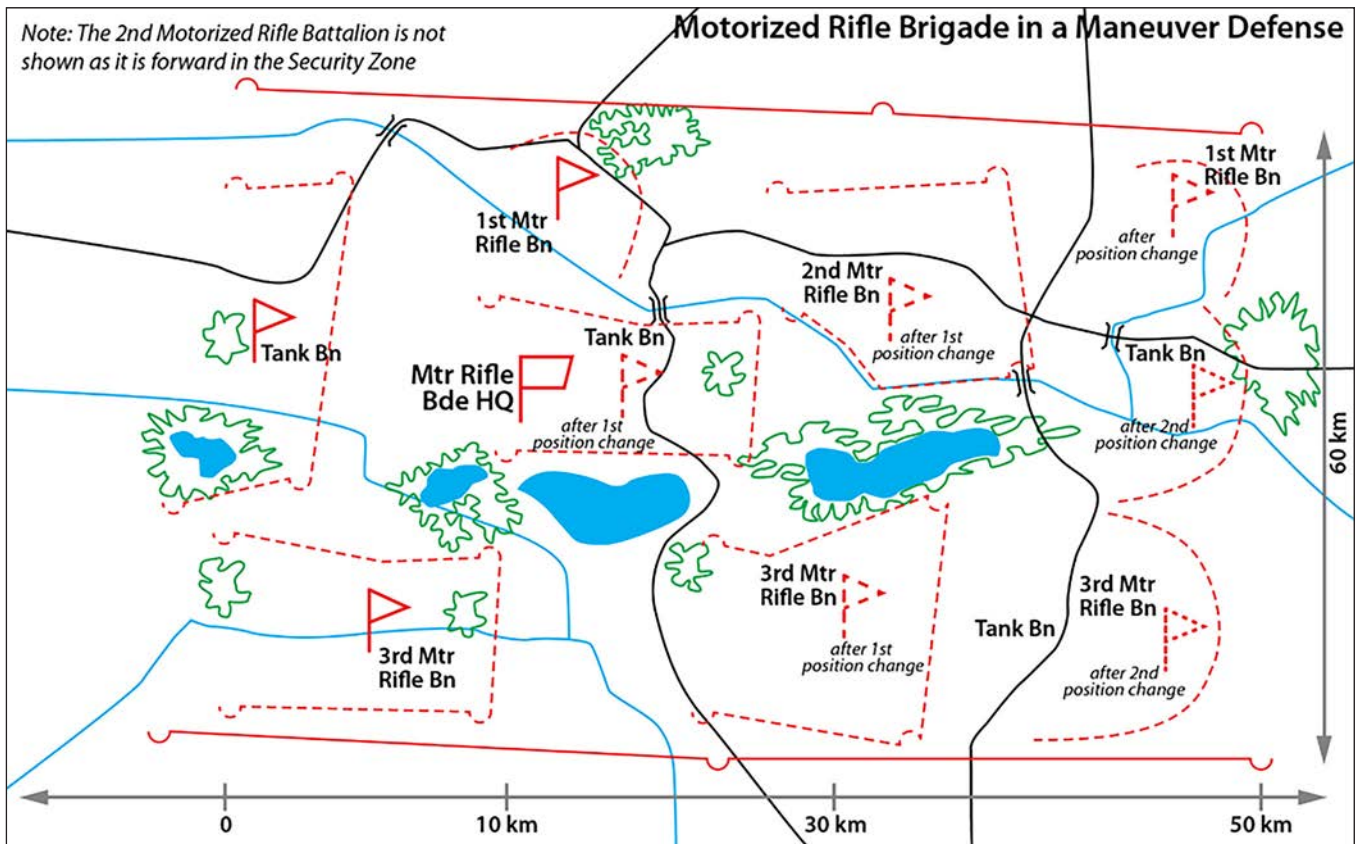 Note: The 2nd Motorized Rifle Battalion is not
shown as it is forward in the Security Zone
Motorized Rifle Brigade in a Maneuver Defense
1st Mtr
Rifle Bn
1st Mtr
Rifle Bn
after
position change
2nd Mtr
Rifle Bn
after 1st
position change
Tank Bn
Tank Bn
after 1st
position change
Mtr Rifle
Bde HQ
Tank Bn
after 2nd
position change
60 km
3rd Mtr
Rifle Bn
3rd Mtr
Rifle Bn
after 1st
position change
Tank Bn
3rd Mtr
Rifle Bn
after 2nd
position change
0
10 km
30 km
50 km